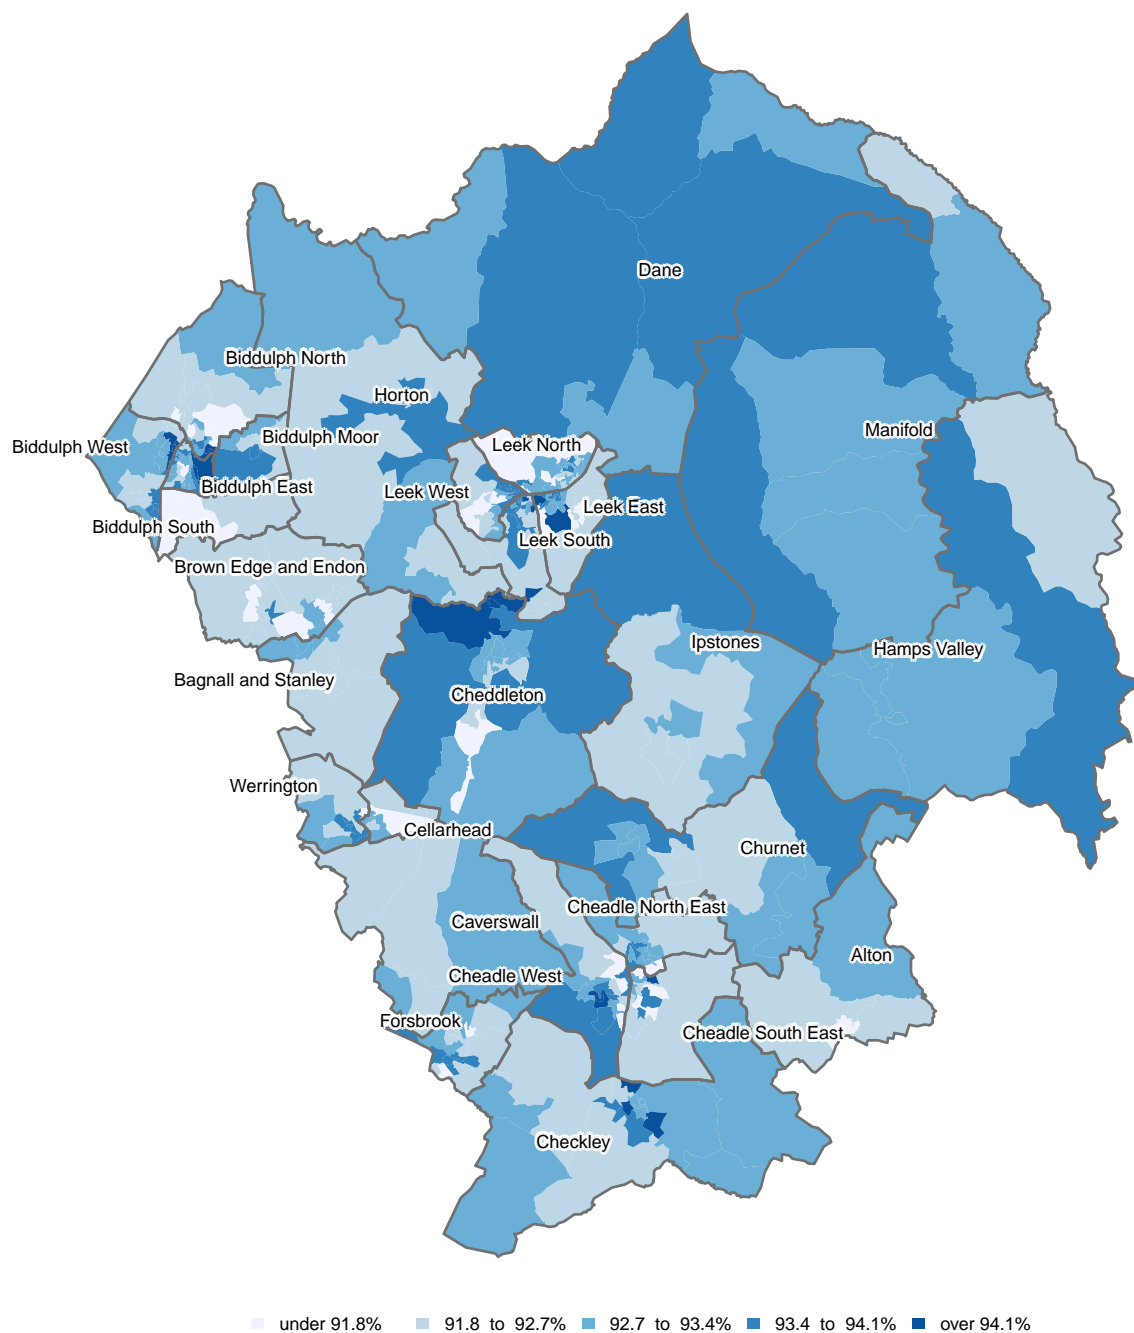 Dane
Biddulph North
Horton
Manifold
Biddulph West
Biddulph Moor
Leek North
Biddulph East
Leek West
Leek East
Biddulph South
Leek South
Brown Edge and Endon
Ipstones
Hamps Valley
Bagnall and Stanley
Cheddleton
Werrington
Cellarhead
Churnet
Cheadle North East
Caverswall
Alton
Cheadle West
Forsbrook
Cheadle South East
Checkley
under 91.8% 91.8 to 92.7% 92.7 to 93.4% 93.4 to 94.1% over 94.1%